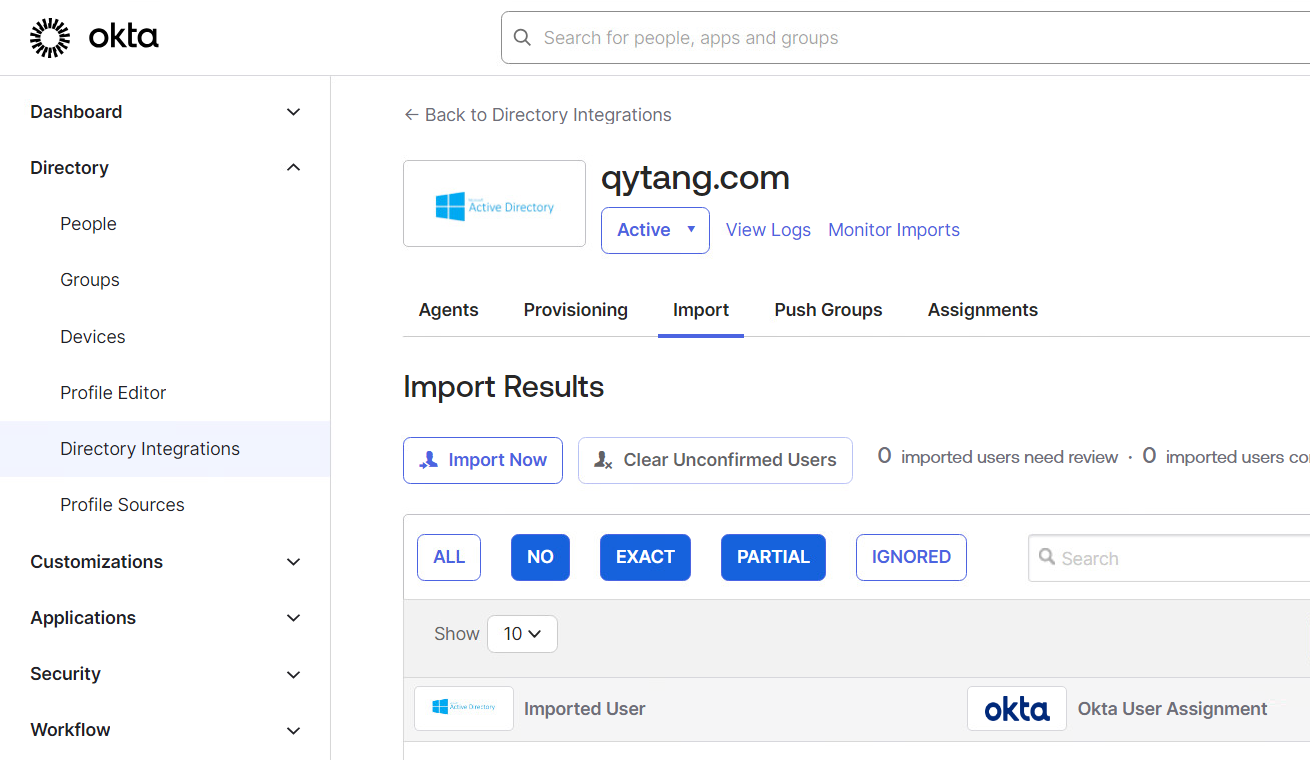 okta
Search for people, apps and groups
Dashboard
Directory
People
Groups
Devices
Profile Editor
Directory Integrations
Profile Sources
Customizations
Applications
Security
Workflow
← Back to Directory Integrations
Active Directory
qytang.com
Active
View Logs
Monitor Imports
Agents
Provisioning
Import
Push Groups
Assignments
Import Results
Import Now
Clear Unconfirmed Users
0 imported users need review · 0 imported users co
ALL
NO
EXACT
PARTIAL
IGNORED
Search
Show
10
Active Directory
Imported User
okta
Okta User Assignment